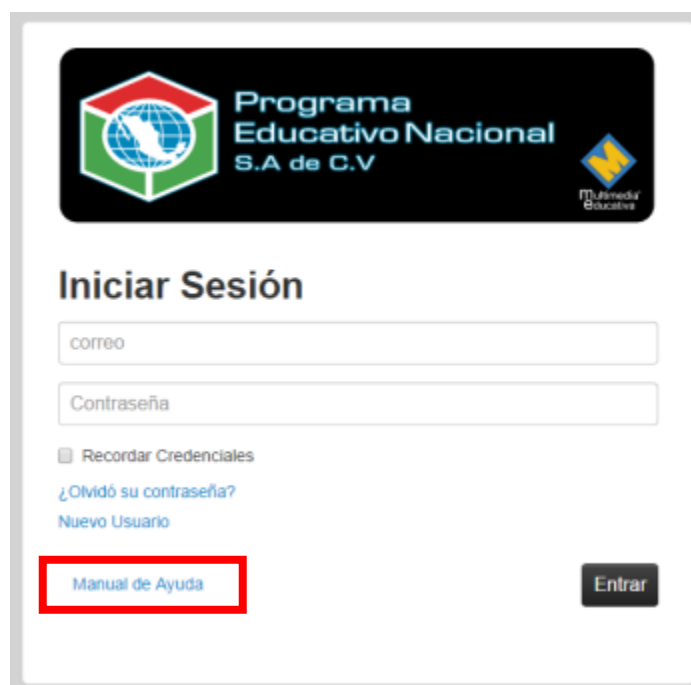 Programa
Educativo Nacional
S.A de C.V
Multimedia
educativa
Iniciar Sesión
correo
Contraseña
Recordar Credenciales
¿Olvidó su contraseña?
Nuevo Usuario
Manual de Ayuda
Entrar